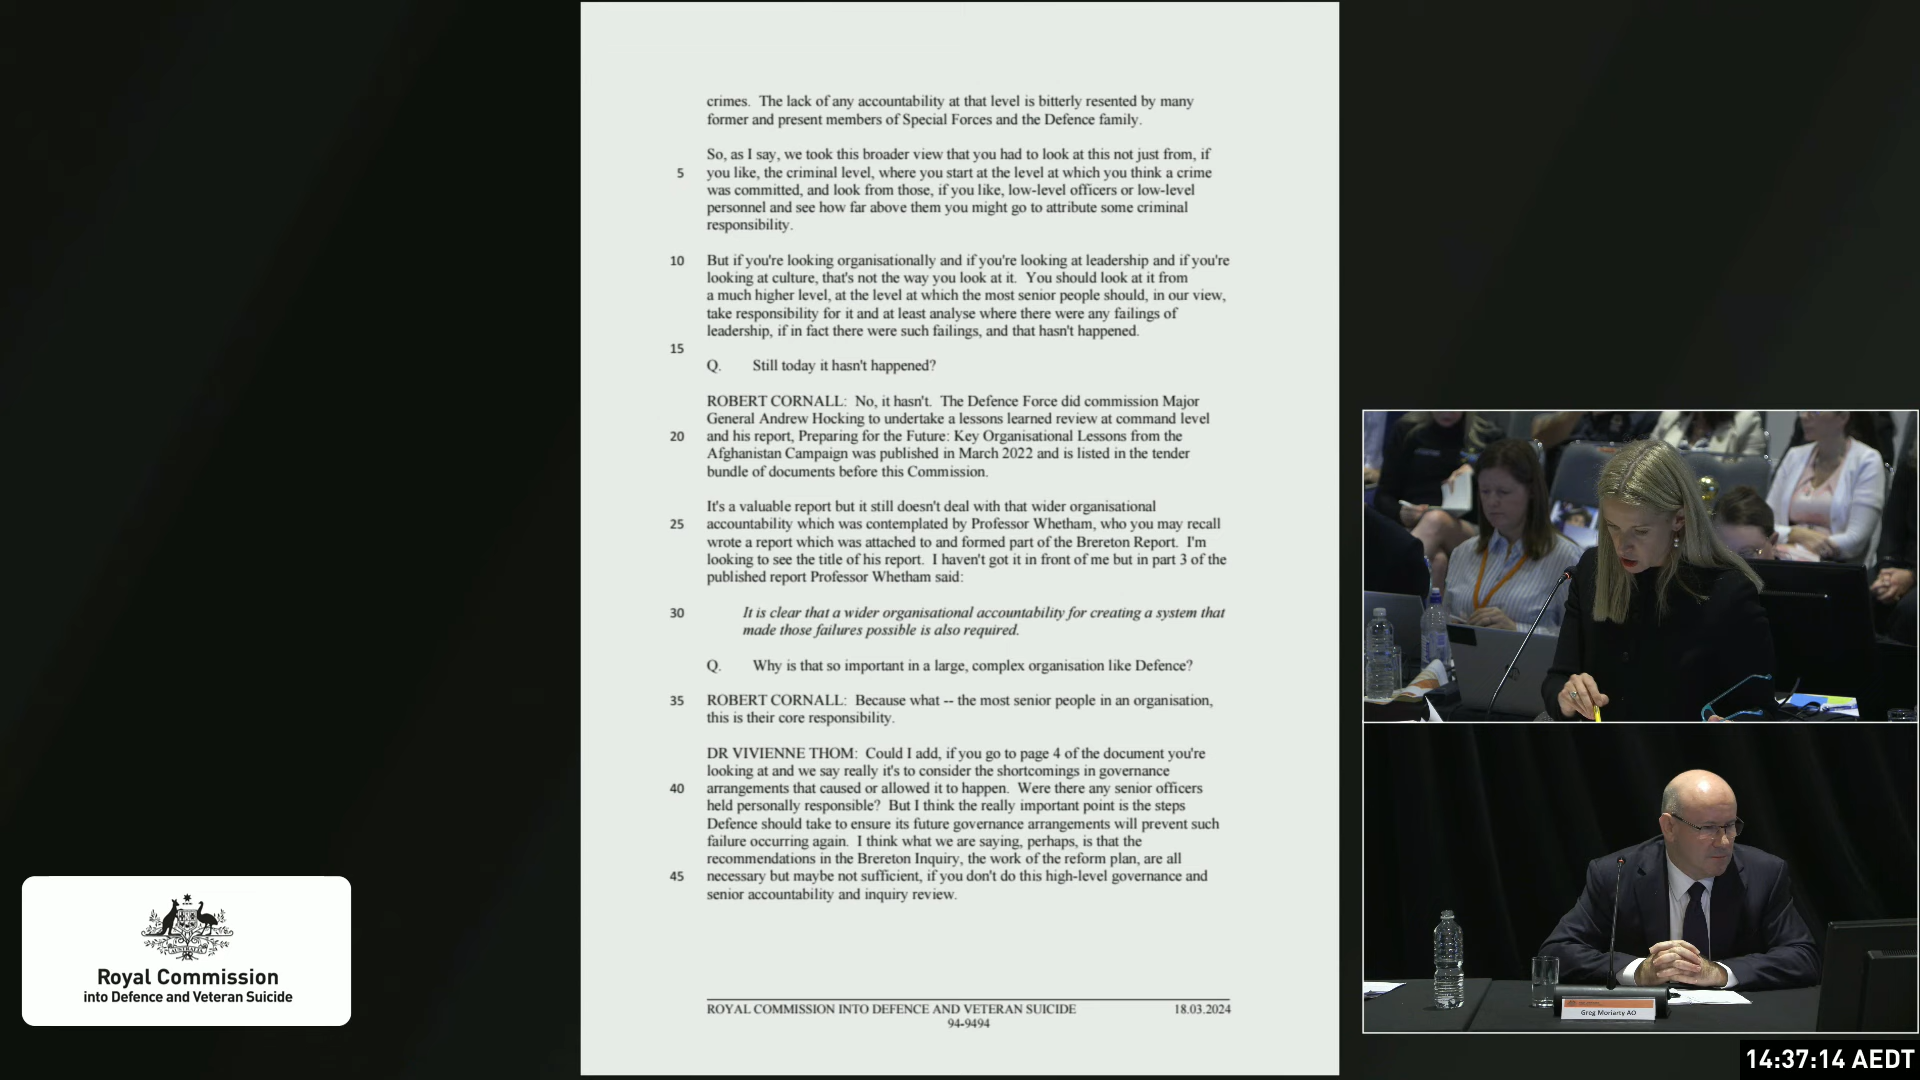 crimes. The lack of any accountability at that level is bitterly resented by many
former and present members of Special Forces and the Defence family.
So, as I say, we took this broader view that you had to look at this not just from, if
5 you like, the criminal level, where you start at the level at which you think a crime
was committed, and look from those, if you like, low-level officers or low-level
personnel and see how far above them you might go to attribute some criminal
responsibility.
10 But if you're looking organisationally and if you're looking at leadership and if you're
looking at culture, that's not the way you look at it. You should look at it from
a much higher level, at the level at which the most senior people should, in our view,
take responsibility for it and at least analyse where there were any failings of
leadership, if in fact there were such failings, and that hasn't happened.
15
Q. Still today it hasn't happened?
ROBERT CORNALL: No, it hasn't. The Defence Force did commission Major
General Andrew Hocking to undertake a lessons learned review at command level
20 and his report, Preparing for the Future: Key Organisational Lessons from the
Afghanistan Campaign was published in March 2022 and is listed in the tender
bundle of documents before this Commission.
It's a valuable report but it still doesn't deal with that wider organisational
25 accountability which was contemplated by Professor Whetham, who you may recall
wrote a report which was attached to and formed part of the Brereton Report. I'm
looking to see the title of his report. I haven't got it in front of me but in part 3 of the
published report Professor Whetham said:
30 It is clear that a wider organisational accountability for creating a system that
made those failures possible is also required.
Q. Why is that so important in a large, complex organisation like Defence?
35 ROBERT CORNALL: Because what -- the most senior people in an organisation,
this is their core responsibility.
DR VIVIENNE THOM: Could I add, if you go to page 4 of the document you're
looking at and we say really it's to consider the shortcomings in governance
40 arrangements that caused or allowed it to happen. Were there any senior officers
held personally responsible? But I think the really important point is the steps
Defence should take to ensure its future governance arrangements will prevent such
failure occurring again. I think what we are saying, perhaps, is that the
recommendations in the Brereton Inquiry, the work of the reform plan, are all
45 necessary but maybe not sufficient, if you don't do this high-level governance and
senior accountability and inquiry review.
ROYAL COMMISSION INTO DEFENCE AND VETERAN SUICIDE 18.03.2024
94-9494
AUSTRALIA
Royal Commission
into Defence and Veteran Suicide
Greg Moriarty AO
14:37:14 AEDT